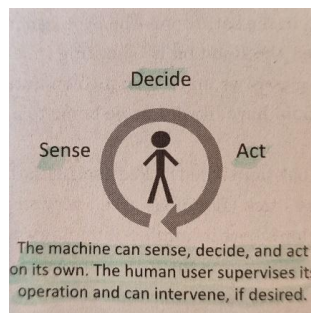 Decide
Sense
Act
The machine can sense, decide, and act
on its own. The human user supervises its
operation and can intervene, if desired.